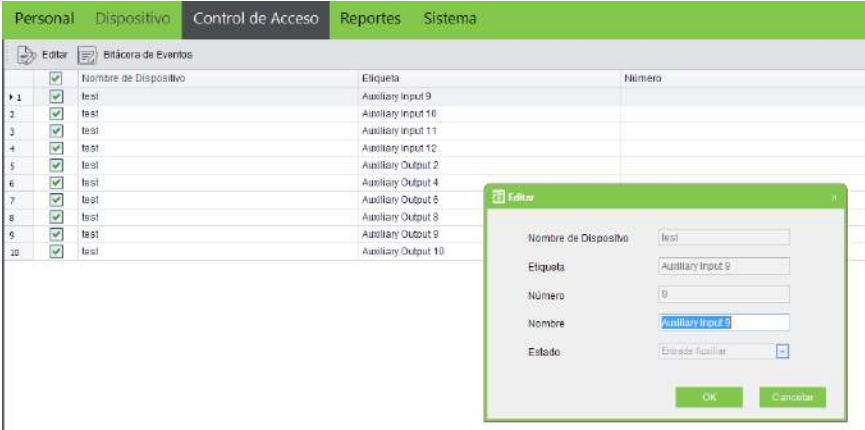 Personal Dispositivo Control de Acceso Reportes Sistema
Editar Bitácora de Eventos
Nombre de Dispositivo Etiqueta Número
1 test Auxiliary Input 9
2 test Auxiliary Input 10
3 test Auxiliary Input 11
4 test Auxiliary Input 12
5 test Auxiliary Output 2
6 test Auxiliary Output 4
7 test Auxiliary Output 6
8 test Auxiliary Output 8
9 test Auxiliary Output 9
10 test Auxiliary Output 10
Editar
Nombre de Dispositivo test
Etiqueta Auxiliary Input 9
Número 9
Nombre Auxiliary Input 9
Estado Entrada Auxiliar
OK Cancelar